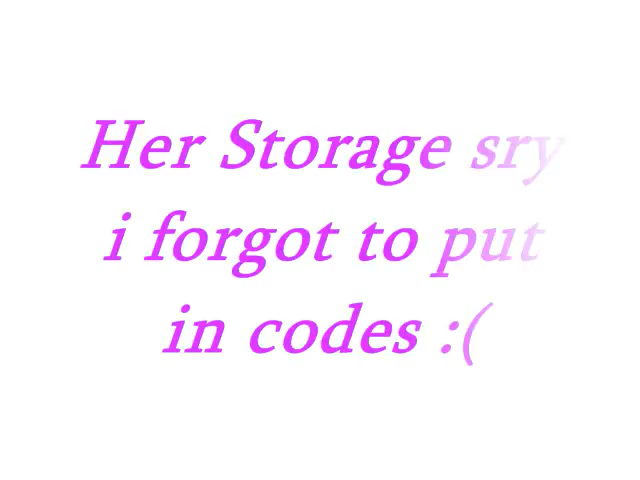 Her Storage sry
i forgot to put
in codes :(